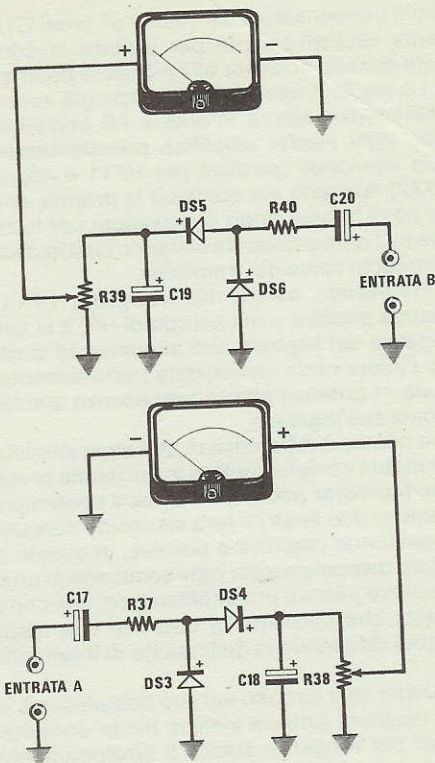 + −
DS5 R40 C20
+ +
ENTRATA B
R39 + C19 + DS6
− +
C17 R37 DS4
+ +
ENTRATA A
DS3 + C18 + R38